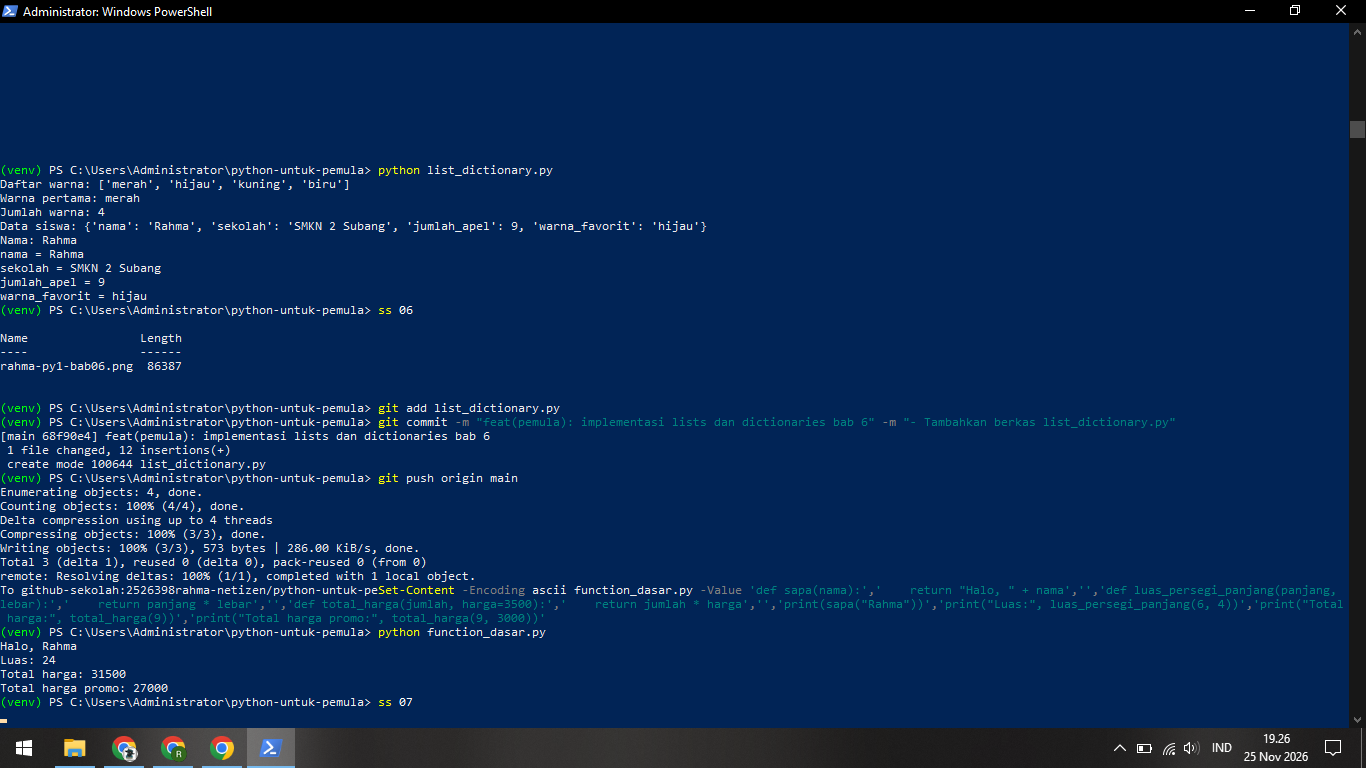 Administrator: Windows PowerShell
(venv) PS C:\Users\Administrator\python-untuk-pemula> python list_dictionary.py
Daftar warna: ['merah', 'hijau', 'kuning', 'biru']
Warna pertama: merah
Jumlah warna: 4
Data siswa: {'nama': 'Rahma', 'sekolah': 'SMKN 2 Subang', 'jumlah_apel': 9, 'warna_favorit': 'hijau'}
Nama: Rahma
nama = Rahma
sekolah = SMKN 2 Subang
jumlah_apel = 9
warna_favorit = hijau
(venv) PS C:\Users\Administrator\python-untuk-pemula> ss 06
Name                Length
----                ------
rahma-py1-bab06.png  86387
(venv) PS C:\Users\Administrator\python-untuk-pemula> git add list_dictionary.py
(venv) PS C:\Users\Administrator\python-untuk-pemula> git commit -m "feat(pemula): implementasi lists dan dictionaries bab 6" -m "- Tambahkan berkas list_dictionary.py"
[main 68f90e4] feat(pemula): implementasi lists dan dictionaries bab 6
 1 file changed, 12 insertions(+)
 create mode 100644 list_dictionary.py
(venv) PS C:\Users\Administrator\python-untuk-pemula> git push origin main
Enumerating objects: 4, done.
Counting objects: 100% (4/4), done.
Delta compression using up to 4 threads
Compressing objects: 100% (3/3), done.
Writing objects: 100% (3/3), 573 bytes | 286.00 KiB/s, done.
Total 3 (delta 1), reused 0 (delta 0), pack-reused 0 (from 0)
remote: Resolving deltas: 100% (1/1), completed with 1 local object.
To github-sekolah:2526398rahma-netizen/python-untuk-peSet-Content -Encoding ascii function_dasar.py -Value 'def sapa(nama):','    return "Halo, " + nama','','def luas_persegi_panjang(panjang,
lebar):','    return panjang * lebar','','def total_harga(jumlah, harga=3500):','    return jumlah * harga','','print(sapa("Rahma"))','print("Luas:", luas_persegi_panjang(6, 4))','print("Total
 harga:", total_harga(9))','print("Total harga promo:", total_harga(9, 3000))'
(venv) PS C:\Users\Administrator\python-untuk-pemula> python function_dasar.py
Halo, Rahma
Luas: 24
Total harga: 31500
Total harga promo: 27000
(venv) PS C:\Users\Administrator\python-untuk-pemula> ss 07
R
IND
19.26
25 Nov 2026